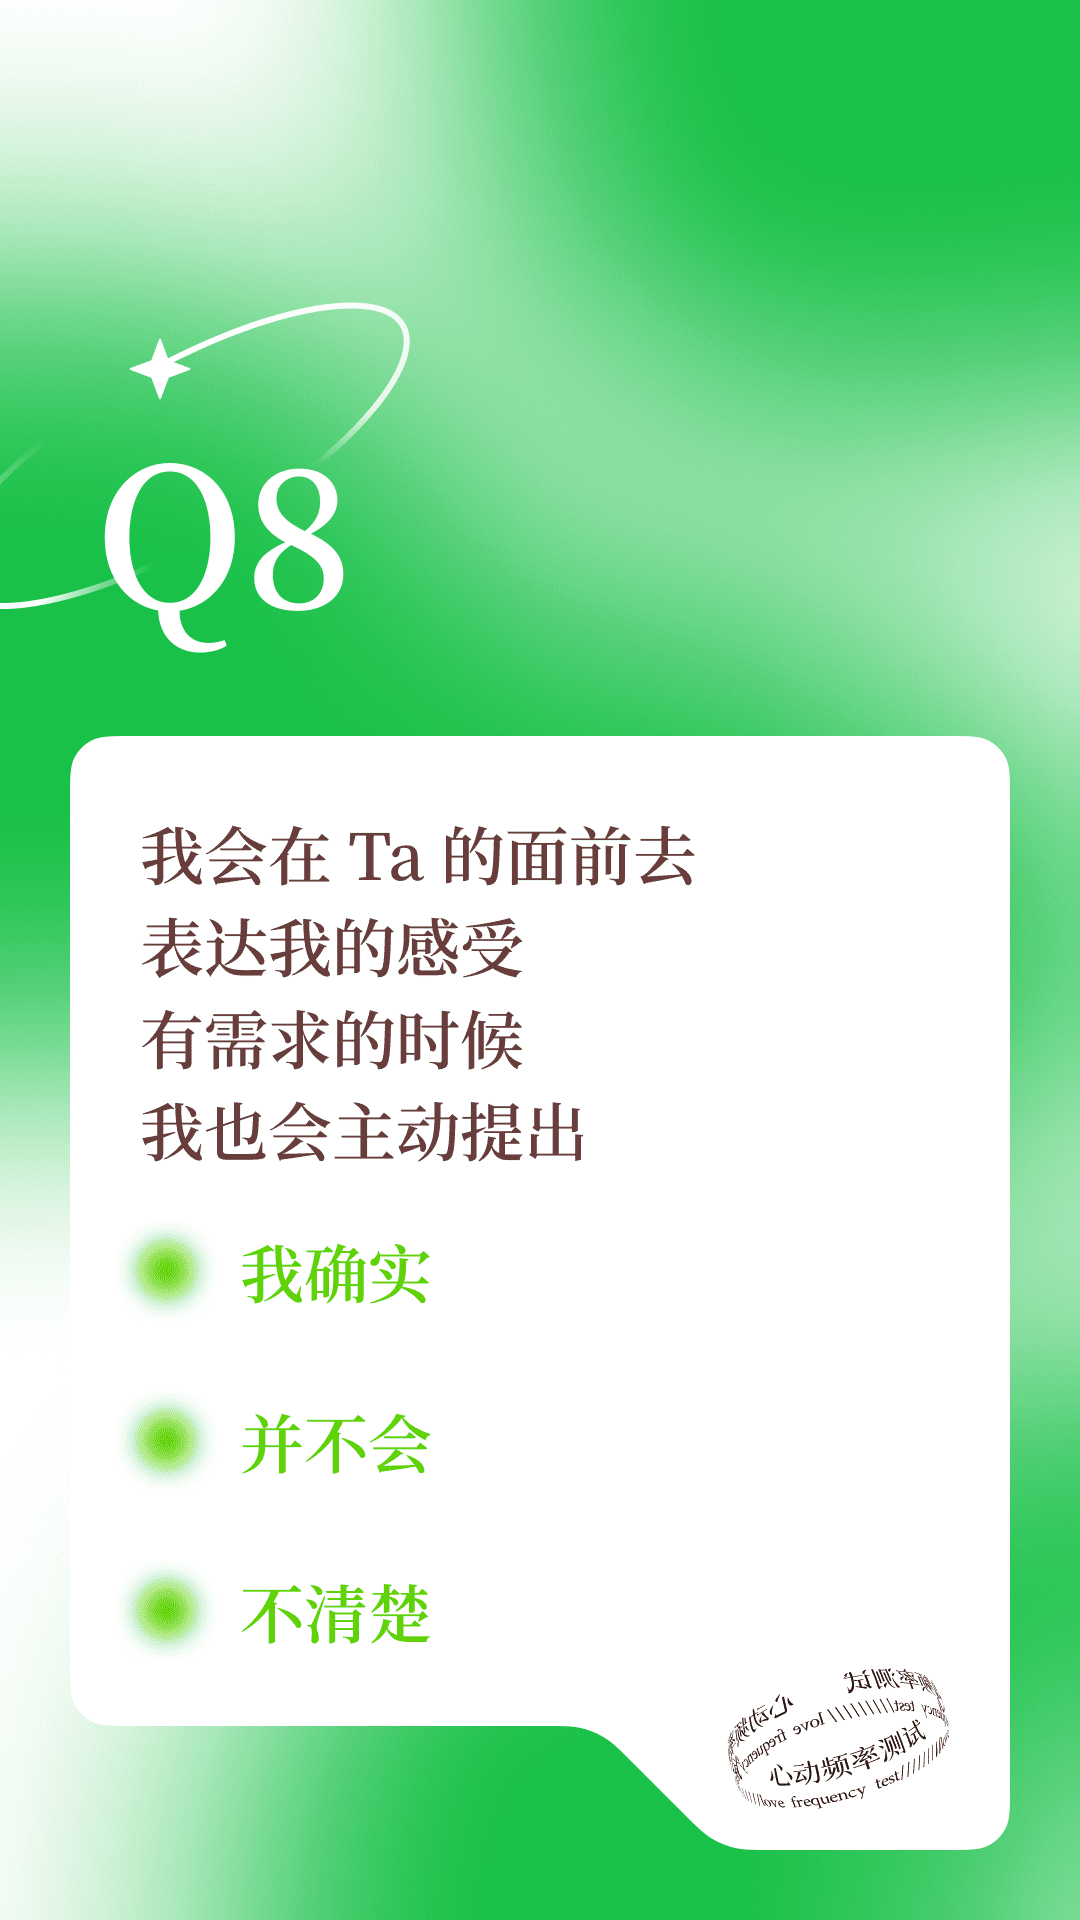 Q8
我会在 Ta 的面前去
表达我的感受
有需求的时候
我也会主动提出
我确实
并不会
不清楚
心动频率测试
love frequency test
心动频率测试
love frequency test